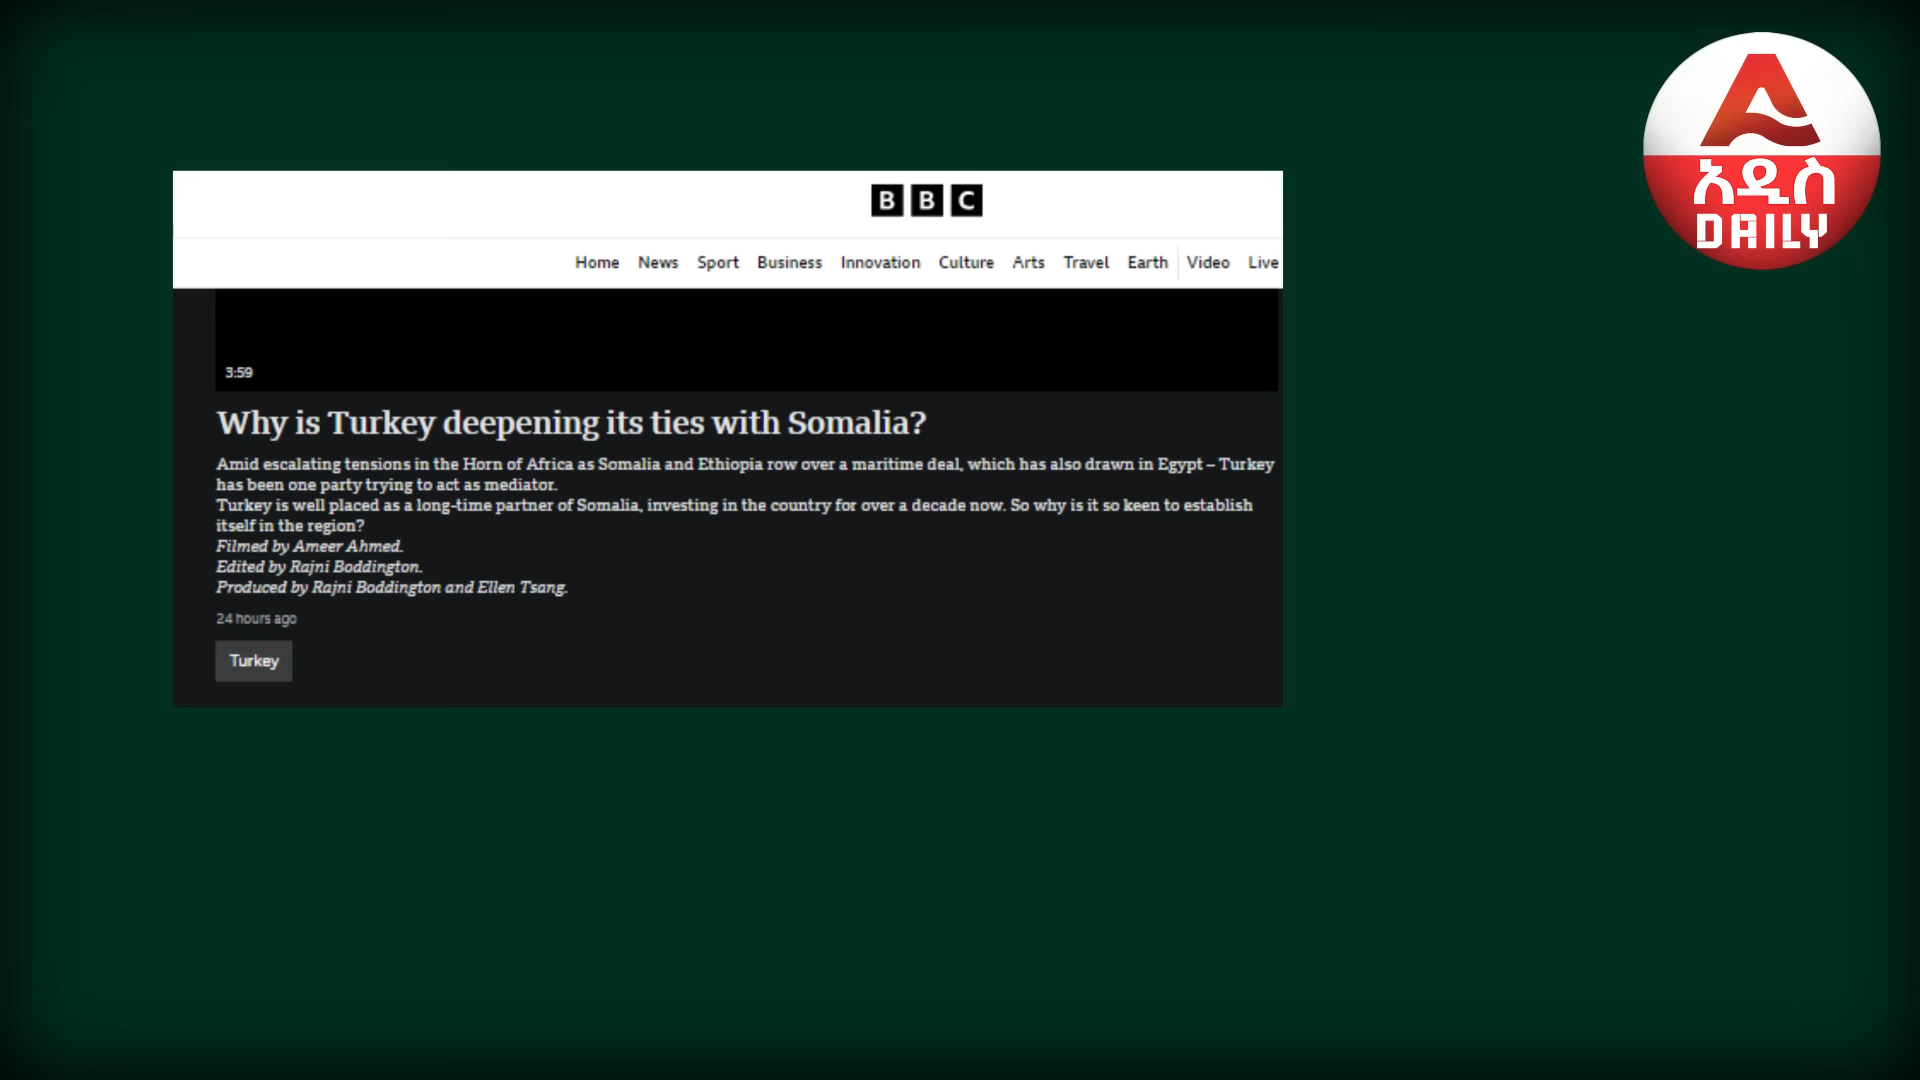 BBC
Home News Sport Business Innovation Culture Arts Travel Earth Video Live
3:59
Why is Turkey deepening its ties with Somalia?
Amid escalating tensions in the Horn of Africa as Somalia and Ethiopia row over a maritime deal, which has also drawn in Egypt – Turkey
has been one party trying to act as mediator.
Turkey is well placed as a long-time partner of Somalia, investing in the country for over a decade now. So why is it so keen to establish
itself in the region?
Filmed by Ameer Ahmed.
Edited by Rajni Boddington.
Produced by Rajni Boddington and Ellen Tsang.
24 hours ago
Turkey
አዲስ
DAILY